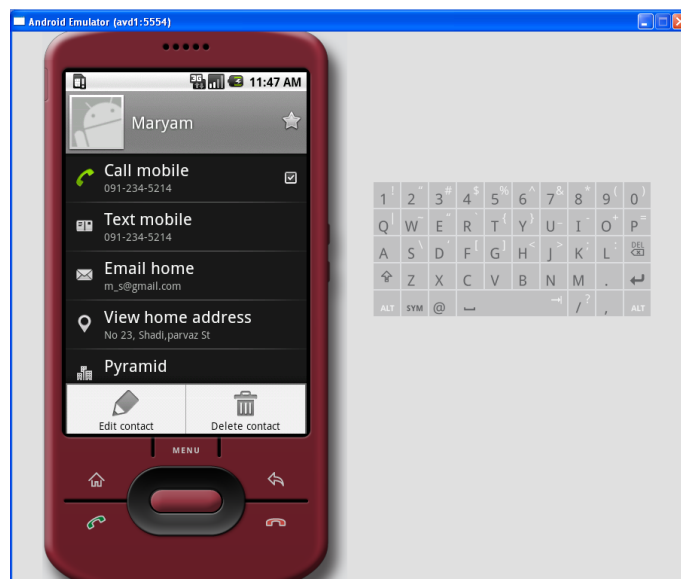 Android Emulator (avd1:5554)
3G 11:47 AM
Maryam
Call mobile
091-234-5214
Text mobile
091-234-5214
Email home
m_s@gmail.com
View home address
No 23, Shadi,parvaz St
Pyramid
Edit contact Delete contact
MENU
1 ! 2 3 # 4 $ 5 % 6 ^ 7 & 8 * 9 ( 0 )
Q | W ~ E " R ` T { Y } U _ I - O + P =
A S \ D ' F [ G ] H < J > K ; L : DEL
Z X C V B N M .
ALT SYM @ / ? , ALT